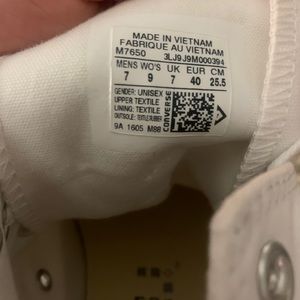 MADE IN VIETNAM
FABRIQUE AU VIETNAM
M7650 3LJ9J9M000394
MENS WO'S UK EUR CM
7 9 7 40 25.5
GENDER: UNISEX
UPPER: TEXTILE
LINING: TEXTILE
OUTSOLE: TEXTILE/RUBBER
9A 1605 M88
CONVERSE